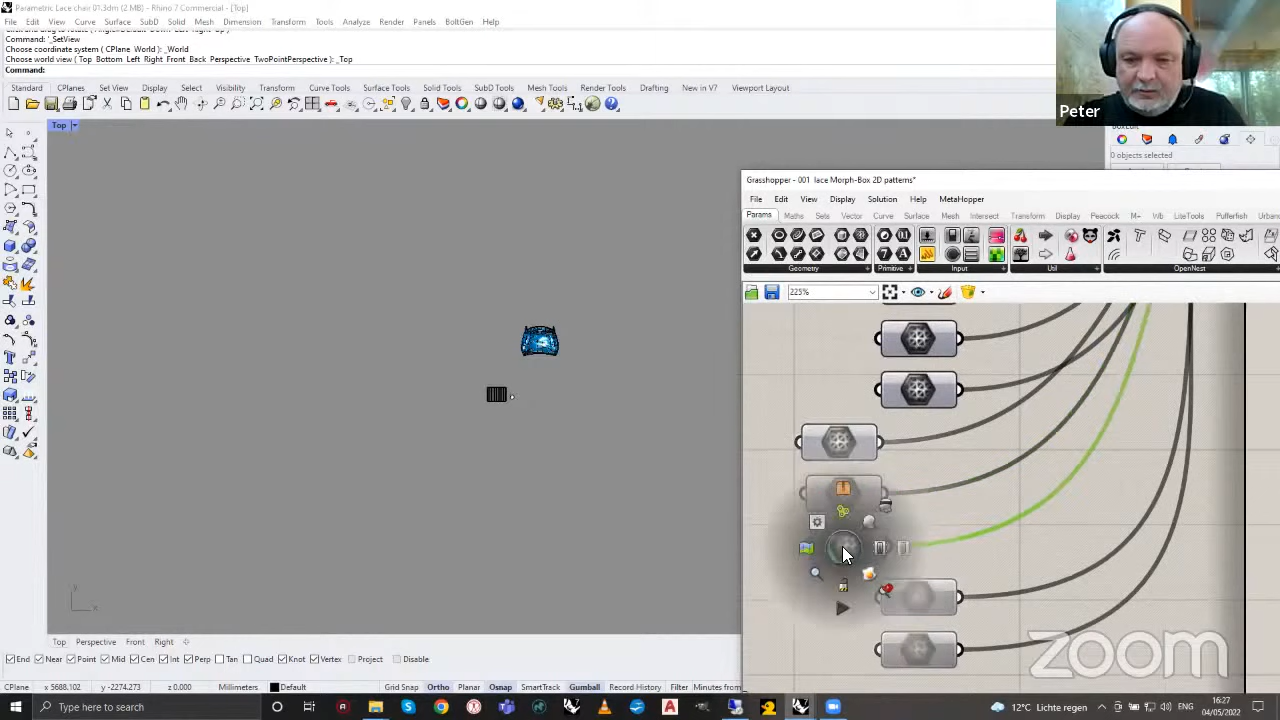 Parametric Lace chair 01.3dm (2 MB) - Rhino 7 Commercial - [Top]
File Edit View Curve Surface SubD Solid Mesh Dimension Transform Tools Analyze Render Panels BoltGen Help
Command: '_SetView
Choose coordinate system ( CPlane World ): _World
Choose world view ( Top Bottom Left Right Front Back Perspective TwoPointPerspective ): _Top
Command:
Standard CPlanes Set View Display Select Viewport Layout Visibility Transform Curve Tools Surface Tools Solid Tools SubD Tools Mesh Tools Render Tools Drafting New in V7
Peter
Top
0 objects selected
Grasshopper - 001 lace Morph-Box 2D patterns*
File Edit View Display Solution Help MetaHopper
Params Maths Sets Vector Curve Surface Mesh Intersect Transform Display Peacock M+ Wb LiteTools Pufferfish Urbano
Geometry Primitive Input Util OpenNest
225%
y
x
Top Perspective Front Right
End Near Point Mid Cen Int Perp Tan Quad Knot Vertex Project Disable
CPlane x 5688.102 y -2274.273 z 0.000 Millimeters Default Grid Snap Ortho Planar Osnap SmartTrack Gumball Record History Filter Minutes from
zoom
Type here to search
12°C Lichte regen
ENG
16:27
04/05/2022